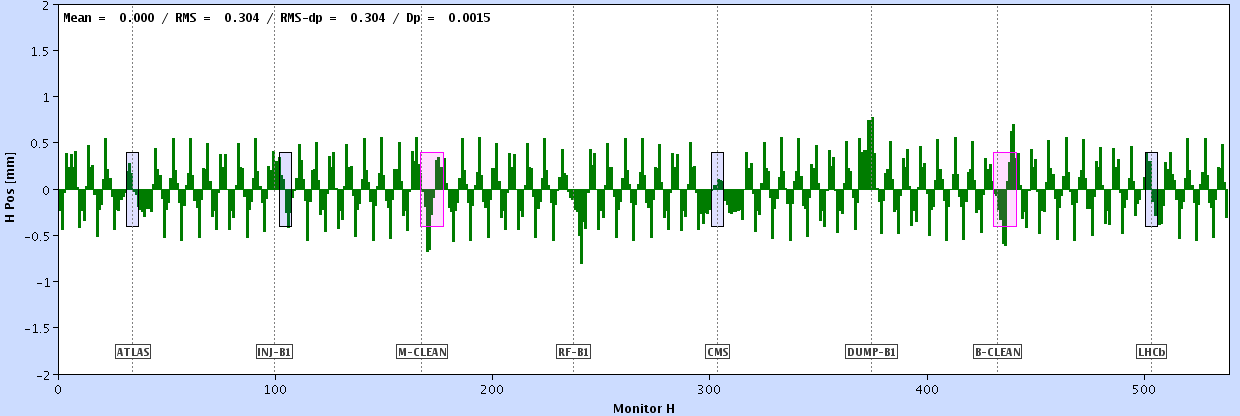 Mean = 0.000 / RMS = 0.304 / RMS-dp = 0.304 / Dp = 0.0015
2
1.5
1
0.5
0
-0.5
-1
-1.5
-2
H Pos [mm]
ATLAS INJ-B1 M-CLEAN RF-B1 CMS DUMP-B1 B-CLEAN LHCb
0 100 200 300 400 500
Monitor H